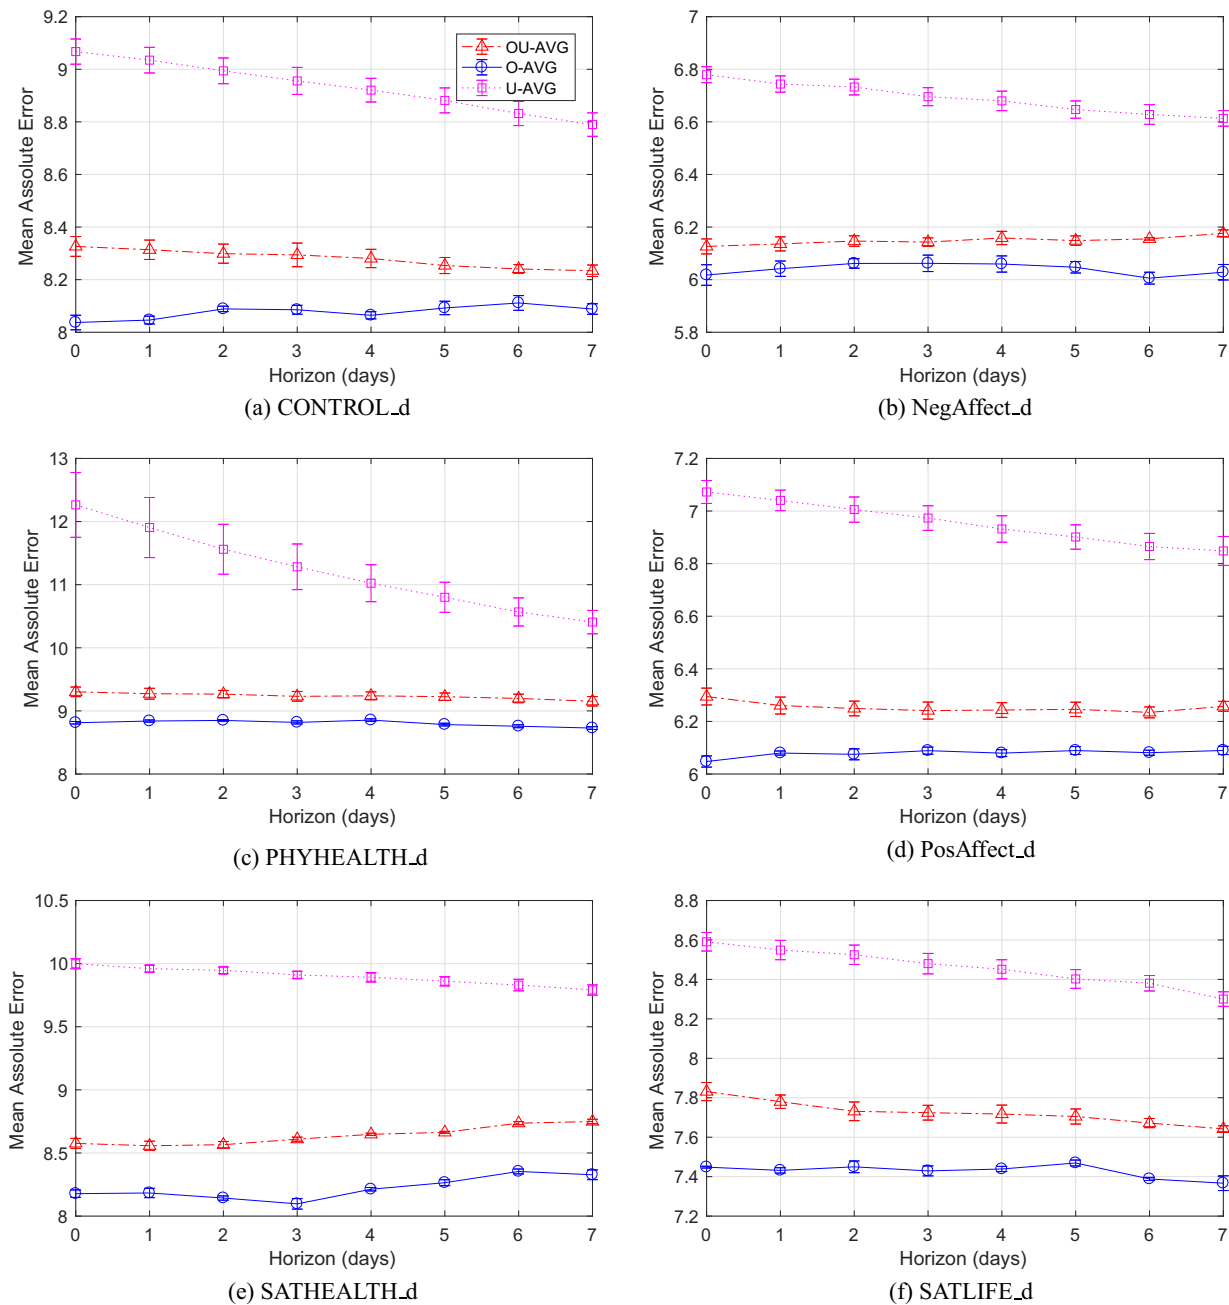 9.2
9
8.8
8.6
8.4
8.2
8
Mean Assolute Error
OU-AVG
O-AVG
U-AVG
0 1 2 3 4 5 6 7
Horizon (days)
(a) CONTROL_d
7
6.8
6.6
6.4
6.2
6
5.8
Mean Assolute Error
0 1 2 3 4 5 6 7
Horizon (days)
(b) NegAffect_d
13
12
11
10
9
8
Mean Assolute Error
0 1 2 3 4 5 6 7
Horizon (days)
(c) PHYHEALTH_d
7.2
7
6.8
6.6
6.4
6.2
6
Mean Assolute Error
0 1 2 3 4 5 6 7
Horizon (days)
(d) PosAffect_d
10.5
10
9.5
9
8.5
8
Mean Assolute Error
0 1 2 3 4 5 6 7
Horizon (days)
(e) SATHEALTH_d
8.8
8.6
8.4
8.2
8
7.8
7.6
7.4
7.2
Mean Assolute Error
0 1 2 3 4 5 6 7
Horizon (days)
(f) SATLIFE_d